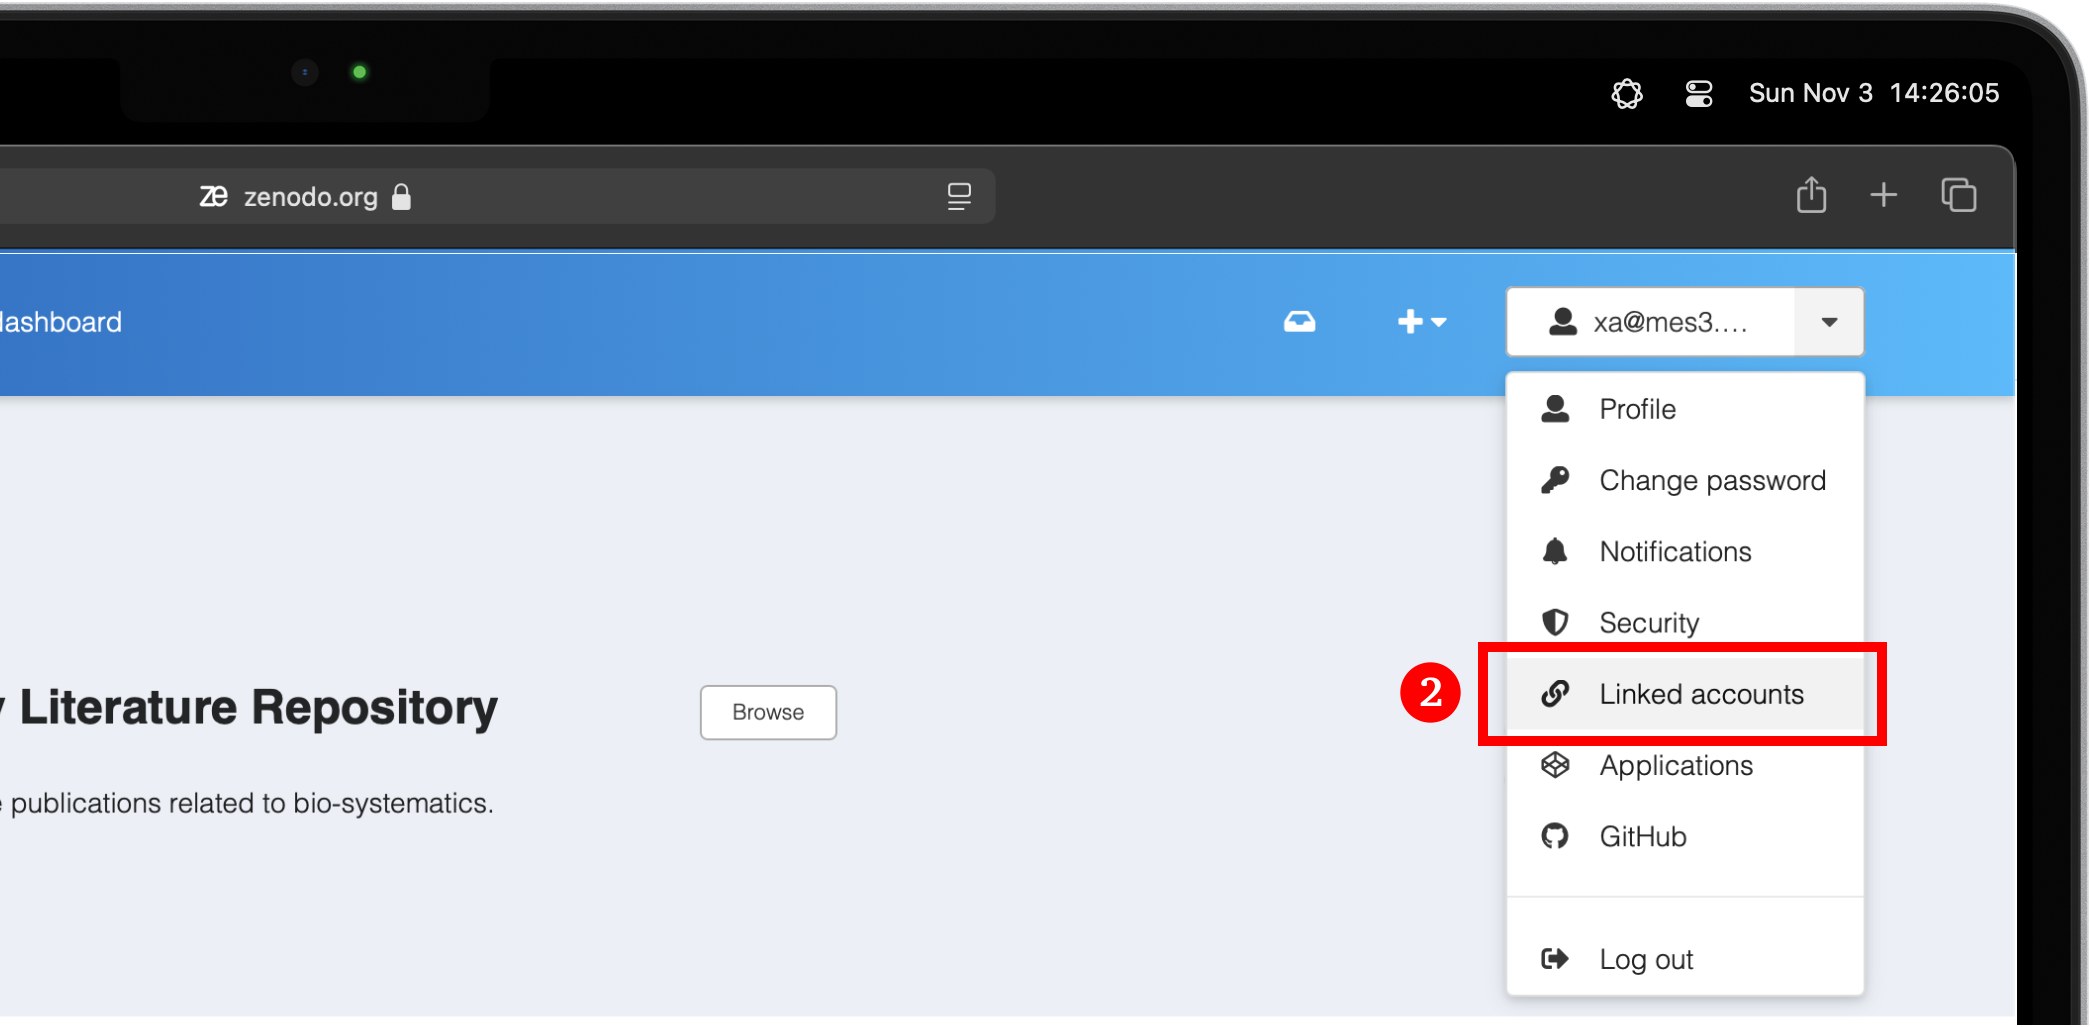 Sun Nov 3 14:26:05
ze zenodo.org
dashboard
xa@mes3....
Profile
Change password
Notifications
Security
2
Linked accounts
Literature Repository
Browse
Applications
publications related to bio-systematics.
GitHub
Log out